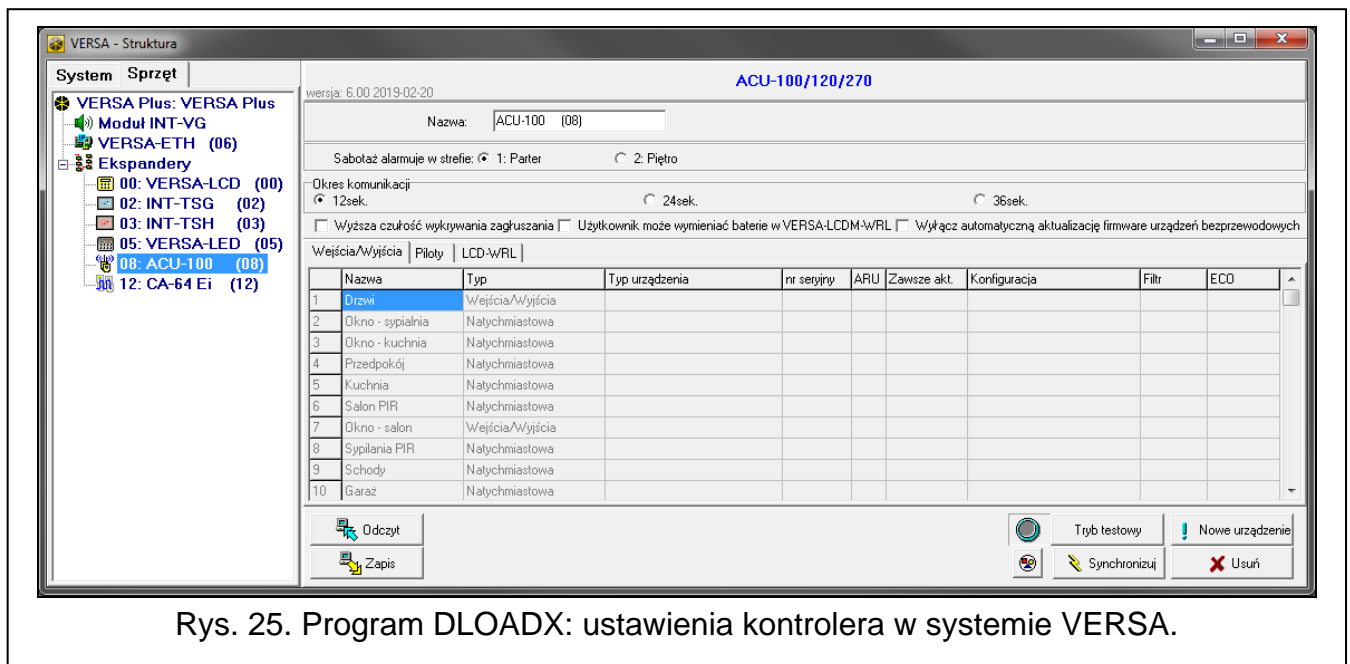 VERSA - Struktura
System Sprzęt
VERSA Plus: VERSA Plus
Moduł INT-VG
VERSA-ETH (06)
Ekspandery
00: VERSA-LCD (00)
02: INT-TSG (02)
03: INT-TSH (03)
05: VERSA-LED (05)
08: ACU-100 (08)
12: CA-64 Ei (12)
ACU-100/120/270
wersja: 6.00 2019-02-20
Nazwa: ACU-100 (08)
Sabotaż alarmuje w strefie: 1: Parter 2: Piętro
Okres komunikacji
12sek. 24sek. 36sek.
Wyższa czułość wykrywania zagłuszania Użytkownik może wymieniać baterie w VERSA-LCDM-WRL Wyłącz automatyczną aktualizację firmware urządzeń bezprzewodowych
Wejścia/Wyjścia Piloty LCD-WRL
Nazwa Typ Typ urządzenia nr seryjny ARU Zawsze akt. Konfiguracja Filtr ECO
1 Drzwi Wejścia/Wyjścia
2 Okno - sypialnia Natychmiastowa
3 Okno - kuchnia Natychmiastowa
4 Przedpokój Natychmiastowa
5 Kuchnia Natychmiastowa
6 Salon PIR Natychmiastowa
7 Okno - salon Wejścia/Wyjścia
8 Sypilania PIR Natychmiastowa
9 Schody Natychmiastowa
10 Garaż Natychmiastowa
Odczyt Tryb testowy Nowe urządzenie
Zapis Synchronizuj Usuń
Rys. 25. Program DLOADX: ustawienia kontrolera w systemie VERSA.